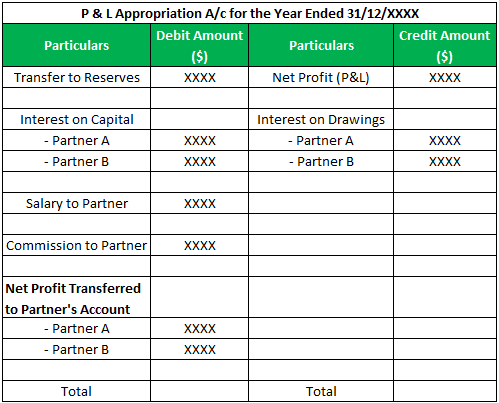 P & L Appropriation A/c for the Year Ended 31/12/XXXX
Particulars Debit Amount ($) Particulars Credit Amount ($)
Transfer to Reserves XXXX Net Profit (P&L) XXXX
Interest on Capital Interest on Drawings
- Partner A XXXX - Partner A XXXX
- Partner B XXXX - Partner B XXXX
Salary to Partner XXXX
Commission to Partner XXXX
Net Profit Transferred
to Partner's Account
- Partner A XXXX
- Partner B XXXX
Total Total